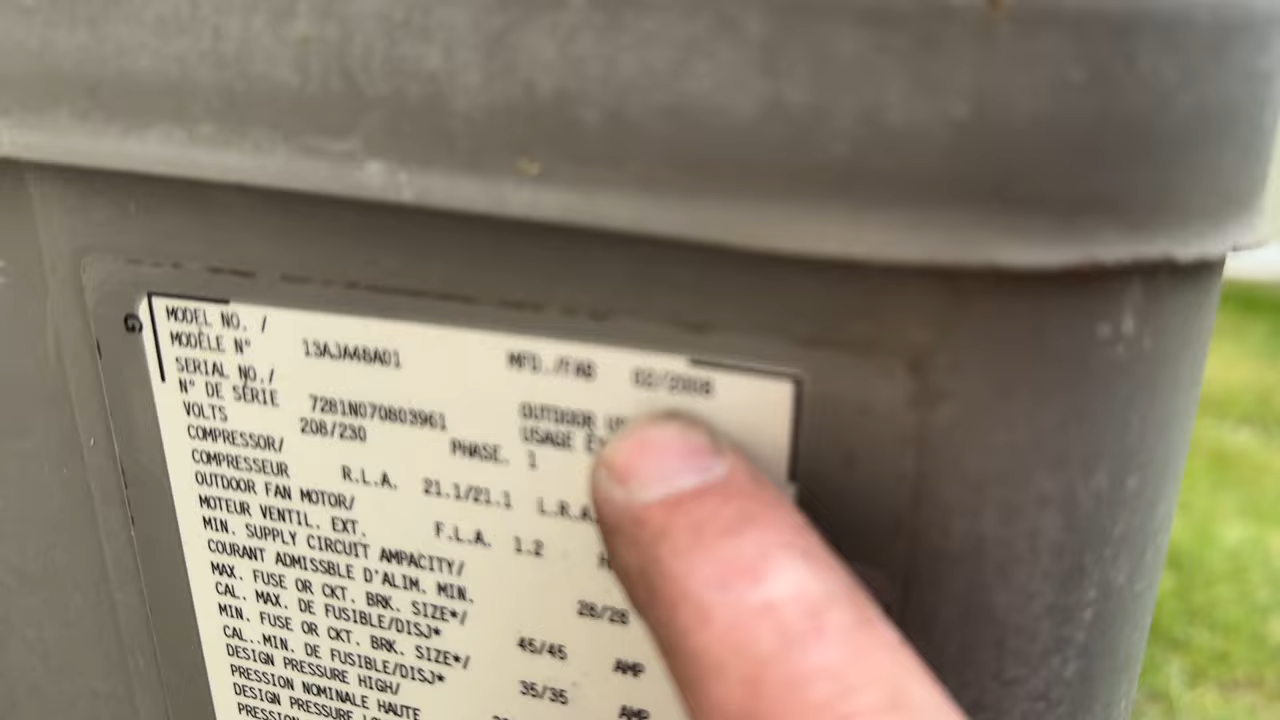 G
MODEL NO. /
MODÈLE N° 13AJA48A01 MFD./FAB 02/2008
SERIAL NO./
N° DE SÉRIE 7281N070803961 OUTDOOR
VOLTS 208/230 USAGE
COMPRESSOR/ PHASE. 1
COMPRESSEUR R.L.A. 21.1/21.1 L.R.A.
OUTDOOR FAN MOTOR/
MOTEUR VENTIL. EXT. F.L.A. 1.2
MIN. SUPPLY CIRCUIT AMPACITY/
COURANT ADMISSBLE D'ALIM. MIN. 28/28
MAX. FUSE OR CKT. BRK. SIZE*/
CAL. MAX. DE FUSIBLE/DISJ* 45/45 AMP
MIN. FUSE OR CKT. BRK. SIZE*/
CAL..MIN. DE FUSIBLE/DISJ* 35/35 AMP
DESIGN PRESSURE HIGH/
PRESSION NOMINALE HAUTE
DESIGN PRESSURE